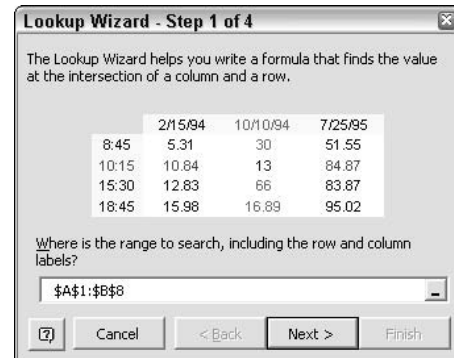 Lookup Wizard - Step 1 of 4
The Lookup Wizard helps you write a formula that finds the value
at the intersection of a column and a row.
2/15/94 10/10/94 7/25/95
8:45 5.31 30 51.55
10:15 10.84 13 84.87
15:30 12.83 66 83.87
18:45 15.98 16.89 95.02
Where is the range to search, including the row and column
labels?
$A$1:$B$8
Cancel < Back Next > Finish